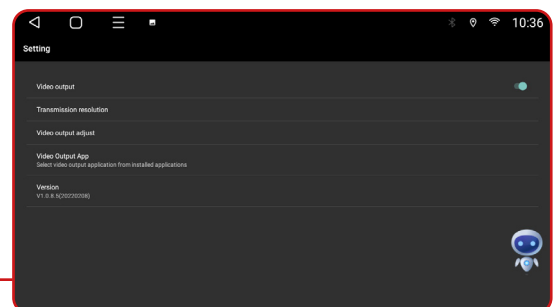 10:36
Setting
Video output
Transmission resolution
Video output adjust
Video Output App
Select video output application from installed applications
Version
V1.0.8.5(20220208)